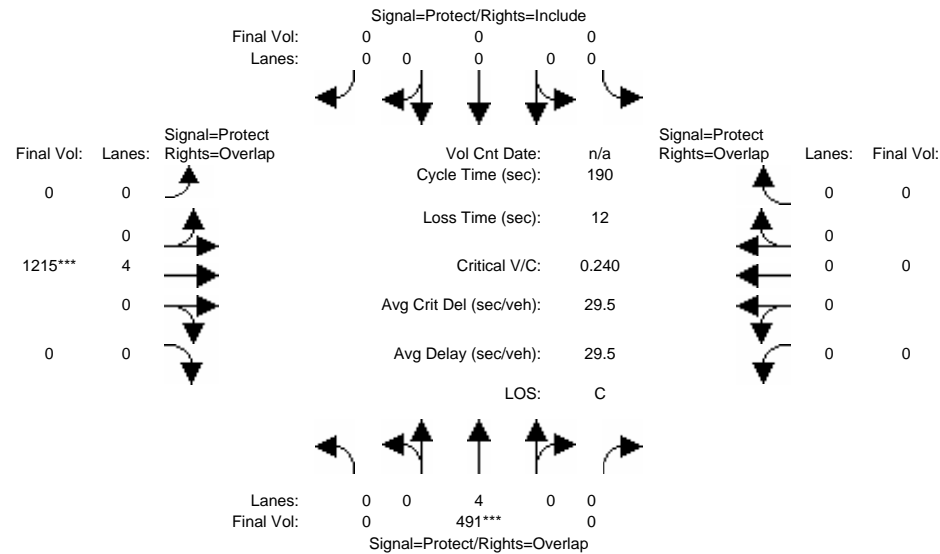 Signal=Protect/Rights=Include
Final Vol: 0 0 0
Lanes: 0 0 0 0 0
Signal=Protect
Final Vol: Lanes: Rights=Overlap
Vol Cnt Date: n/a
Signal=Protect
Rights=Overlap Lanes: Final Vol:
Cycle Time (sec): 190
0 0
0 0
Loss Time (sec): 12
0
0
1215*** 4
Critical V/C: 0.240
0 0
0
Avg Crit Del (sec/veh): 29.5
0
0 0
Avg Delay (sec/veh): 29.5
0 0
LOS: C
Lanes: 0 0 4 0 0
Final Vol: 0 491*** 0
Signal=Protect/Rights=Overlap